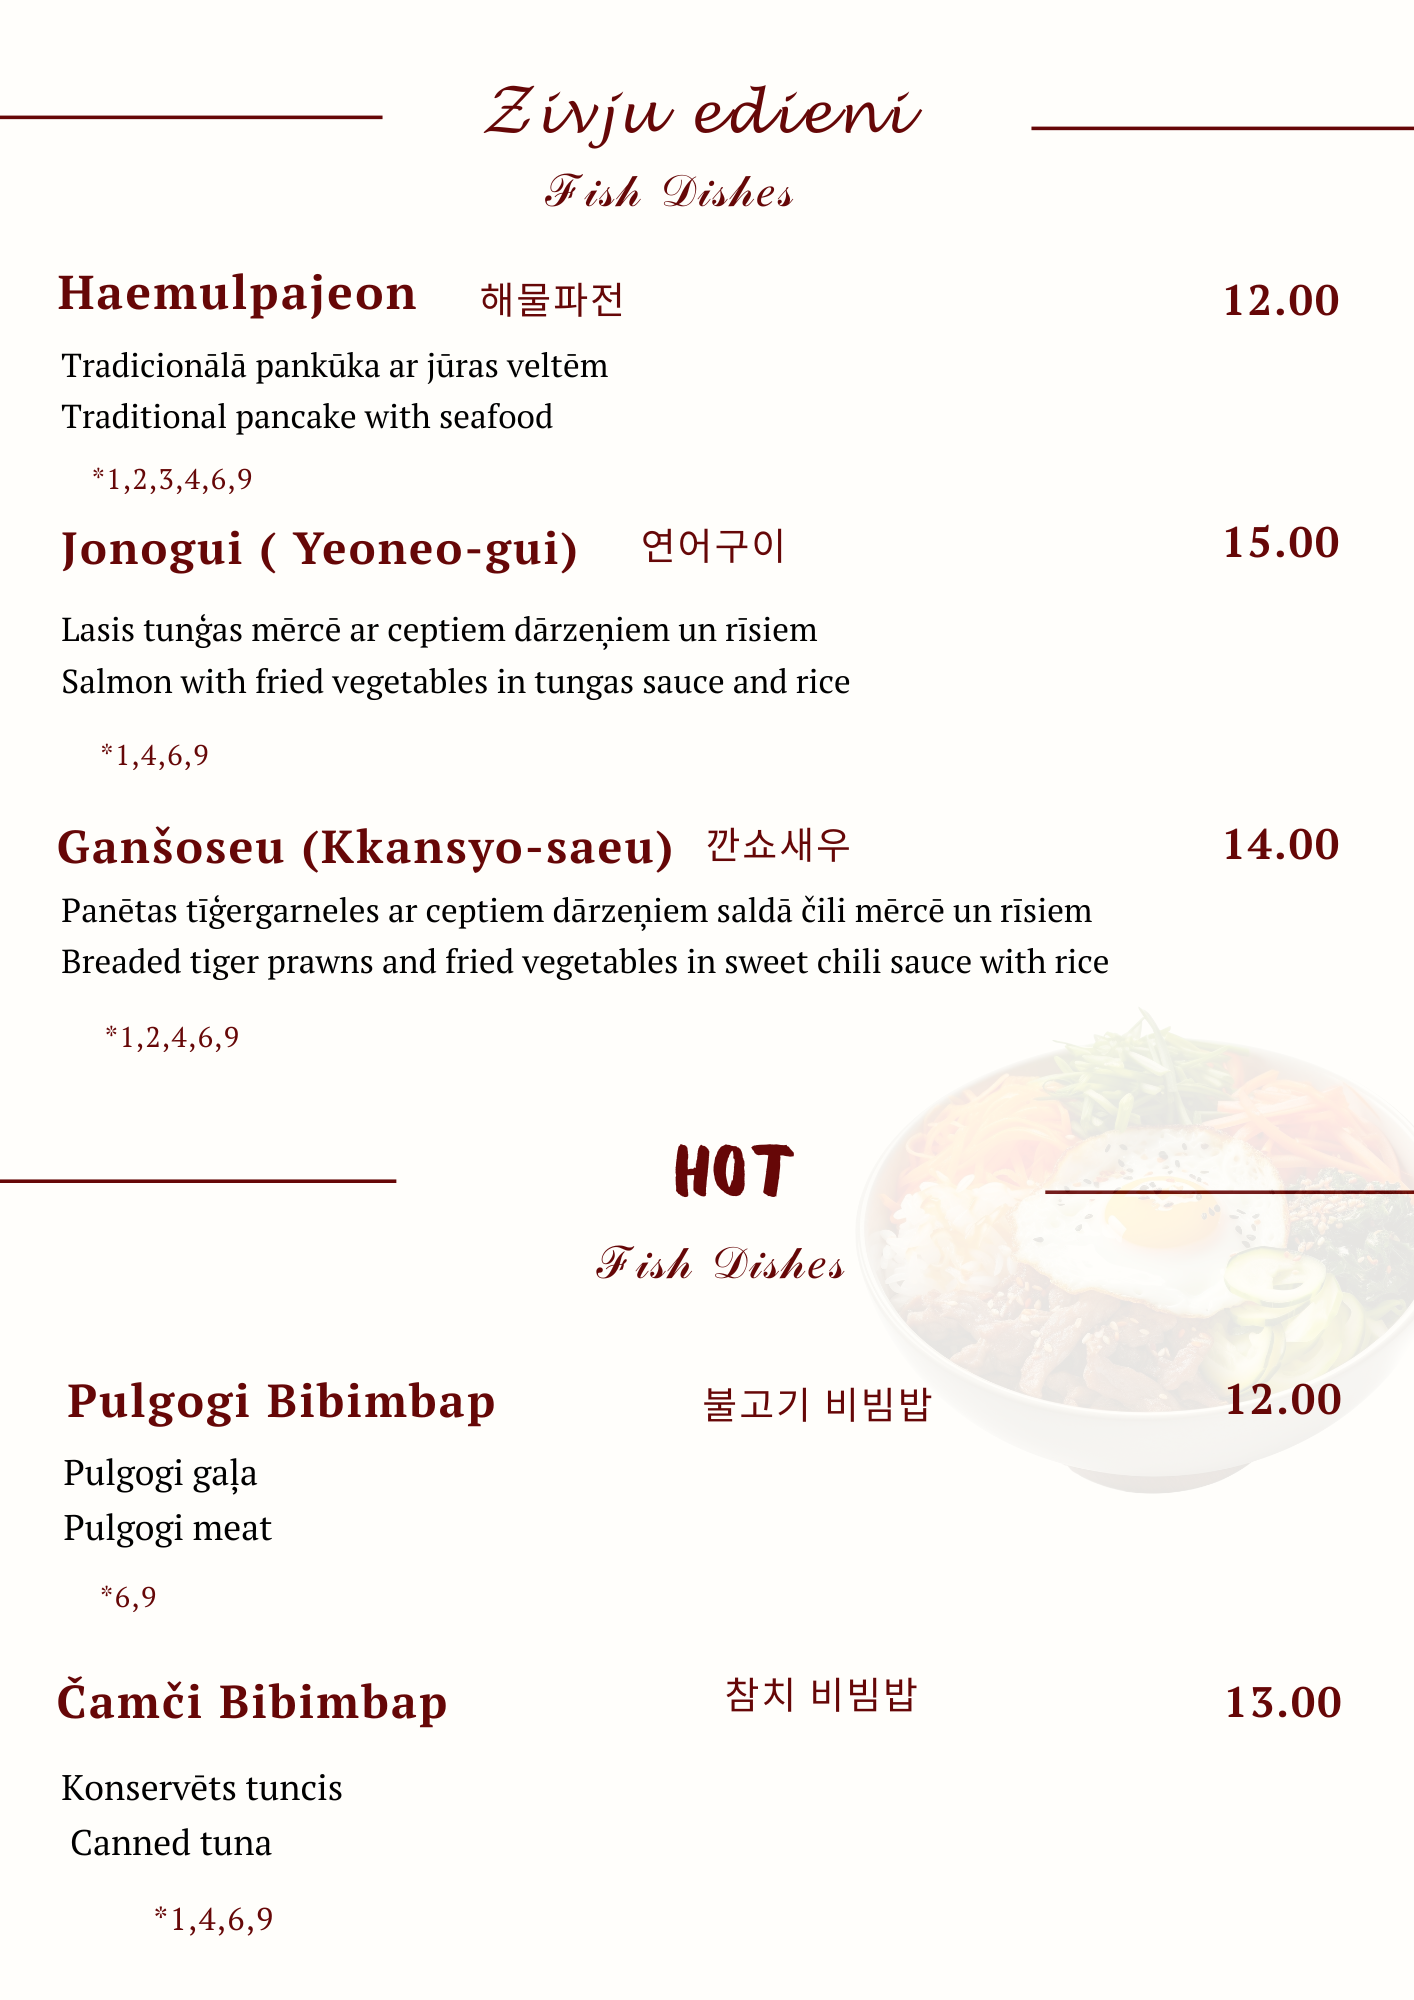 Zivju edieni
Fish Dishes
Haemulpajeon 해물파전 12.00
Tradicionālā pankūka ar jūras veltēm
Traditional pancake with seafood
*1,2,3,4,6,9
Jonogui ( Yeoneo-gui) 연어구이 15.00
Lasis tunģas mērcē ar ceptiem dārzeņiem un rīsiem
Salmon with fried vegetables in tungas sauce and rice
*1,4,6,9
Ganšoseu (Kkansyo-saeu) 깐쇼새우 14.00
Panētas tīģergarneles ar ceptiem dārzeņiem saldā čili mērcē un rīsiem
Breaded tiger prawns and fried vegetables in sweet chili sauce with rice
*1,2,4,6,9
HOT
Fish Dishes
Pulgogi Bibimbap 불고기 비빔밥 12.00
Pulgogi gaļa
Pulgogi meat
*6,9
Čamči Bibimbap 참치 비빔밥 13.00
Konservēts tuncis
Canned tuna
*1,4,6,9